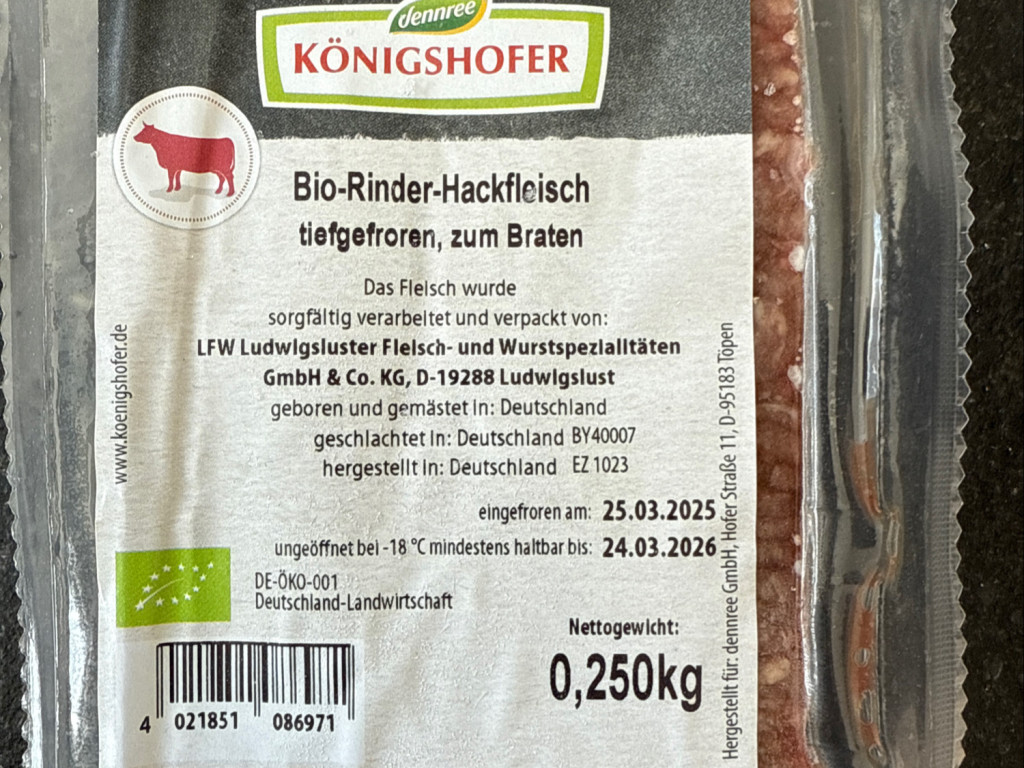 dennree
KÖNIGSHOFER
Bio-Rinder-Hackfleisch
tiefgefroren, zum Braten
Das Fleisch wurde
sorgfältig verarbeitet und verpackt von:
LFW Ludwigsluster Fleisch- und Wurstspezialitäten
GmbH & Co. KG, D-19288 Ludwigslust
geboren und gemästet in: Deutschland
geschlachtet in: Deutschland BY40007
hergestellt in: Deutschland EZ 1023
eingefroren am: 25.03.2025
ungeöffnet bei -18 °C mindestens haltbar bis: 24.03.2026
DE-ÖKO-001
Deutschland-Landwirtschaft
Nettogewicht:
0,250kg
4 021851 086971
www.koenigshofer.de
Hergestellt für: dennree GmbH, Hofer Straße 11, D-95183 Töpen